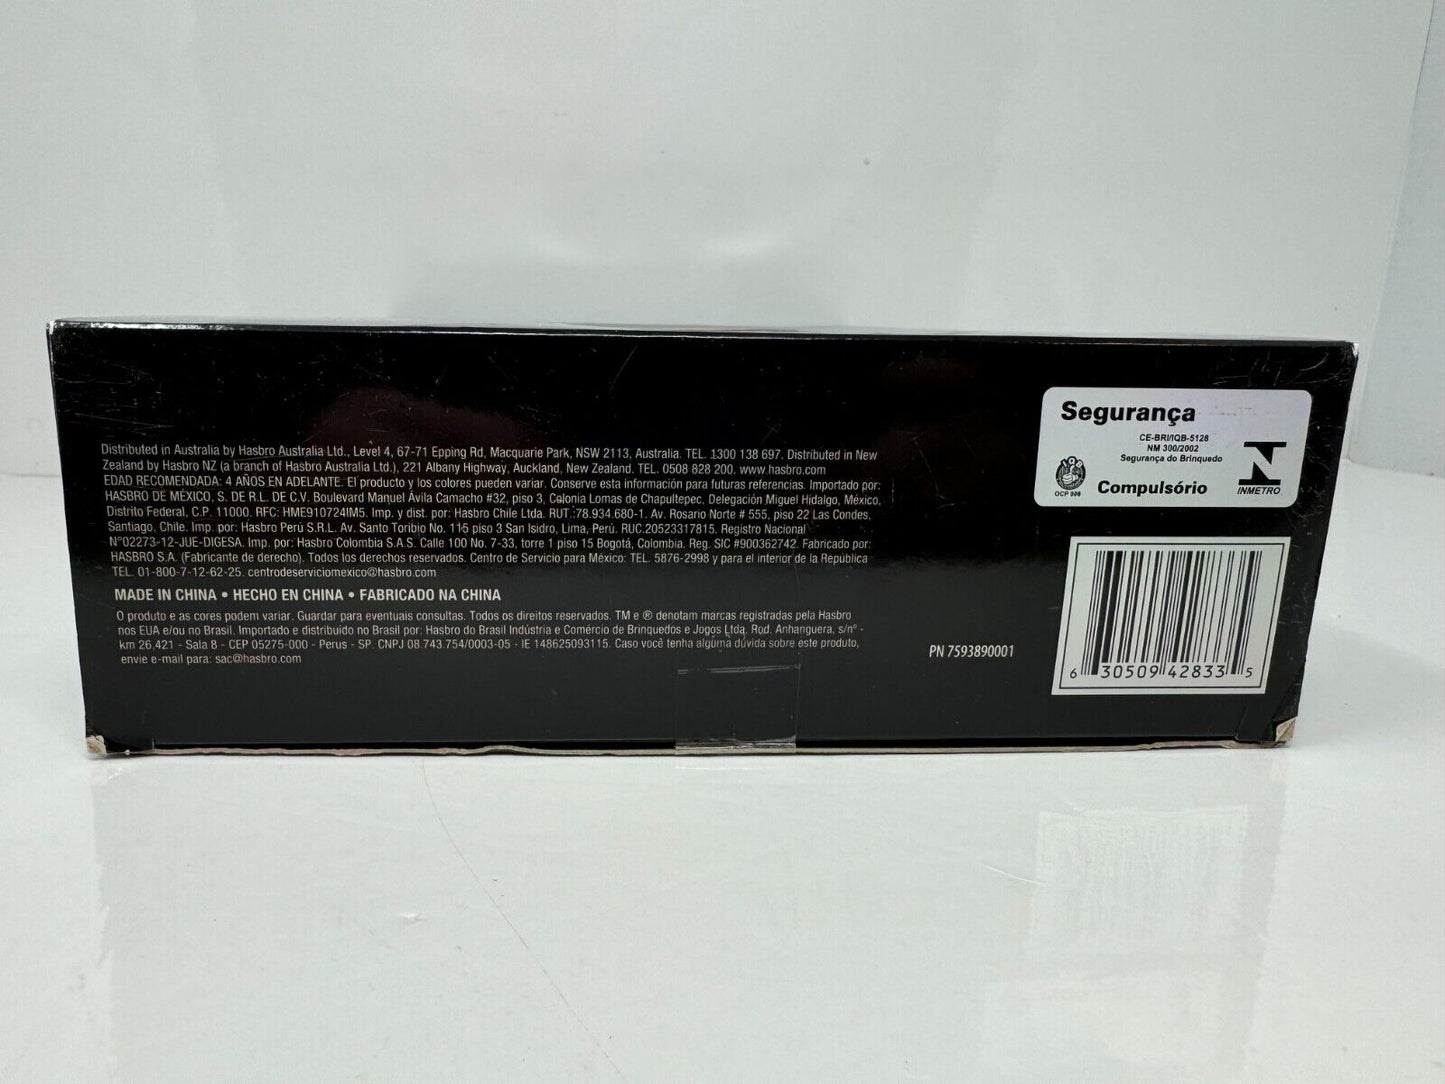 Distributed in Australia by Hasbro Australia Ltd., Level 4, 67-71 Epping Rd, Macquarie Park, NSW 2113, Australia. TEL. 1300 138 697. Distributed in New
Zealand by Hasbro NZ (a branch of Hasbro Australia Ltd.), 221 Albany Highway, Auckland, New Zealand. TEL. 0508 828 200. www.hasbro.com
EDAD RECOMENDADA: 4 AÑOS EN ADELANTE. El producto y los colores pueden variar. Conserve esta información para futuras referencias. Importado por:
HASBRO DE MÉXICO, S. DE R.L. DE C.V. Boulevard Manuel Ávila Camacho #32, piso 3, Colonia Lomas de Chapultepec, Delegación Miguel Hidalgo, México,
Distrito Federal, C.P. 11000. RFC: HME910724IM5. Imp. y dist. por: Hasbro Chile Ltda. RUT.:78.934.680-1. Av. Rosario Norte # 555, piso 22 Las Condes,
Santiago, Chile. Imp. por: Hasbro Perú S.R.L. Av. Santo Toribio No. 115 piso 3 San Isidro, Lima, Perú. RUC.20523317815. Registro Nacional
N°02273-12-JUE-DIGESA. Imp. por: Hasbro Colombia S.A.S. Calle 100 No. 7-33, torre 1 piso 15 Bogotá, Colombia. Reg. SIC #900362742. Fabricado por:
HASBRO S.A. (Fabricante de derecho). Todos los derechos reservados. Centro de Servicio para México: TEL. 5876-2998 y para el interior de la República
TEL. 01-800-7-12-62-25. centrodeserviciomexico@hasbro.com
MADE IN CHINA • HECHO EN CHINA • FABRICADO NA CHINA
O produto e as cores podem variar. Guardar para eventuais consultas. Todos os direitos reservados. TM e ® denotam marcas registradas pela Hasbro
nos EUA e/ou no Brasil. Importado e distribuido no Brasil por: Hasbro do Brasil Indústria e Comércio de Brinquedos e Jogos Ltda. Rod. Anhanguera, s/nº -
km 26,421 - Sala 8 - CEP 05275-000 - Perus - SP. CNPJ 08.743.754/0003-05 - IE 148625093115. Caso você tenha alguma dúvida sobre este produto,
envie e-mail para: sac@hasbro.com
PN 7593890001
Segurança
CE-BRI/IQB-5128
NM 300/2002
Segurança do Brinquedo
OCP 006
Compulsório
INMETRO
6 30509 42833 5